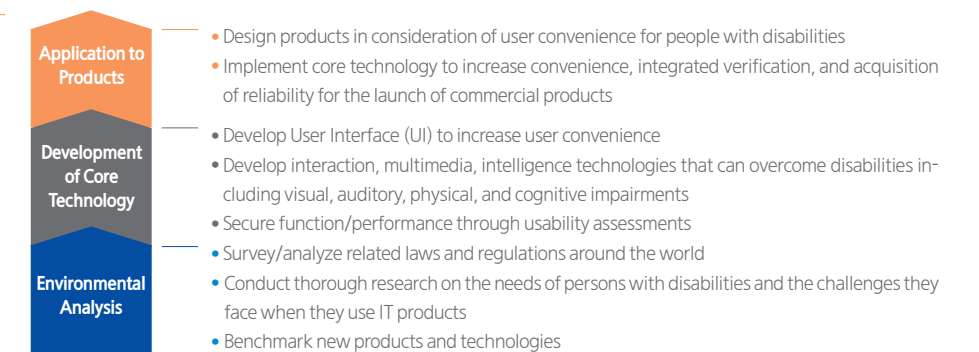 Application to
Products
• Design products in consideration of user convenience for people with disabilities
• Implement core technology to increase convenience, integrated verification, and acquisition
of reliability for the launch of commercial products
Development
of Core
Technology
• Develop User Interface (UI) to increase user convenience
• Develop interaction, multimedia, intelligence technologies that can overcome disabilities in-
cluding visual, auditory, physical, and cognitive impairments
• Secure function/performance through usability assessments
Environmental
Analysis
• Survey/analyze related laws and regulations around the world
• Conduct thorough research on the needs of persons with disabilities and the challenges they
face when they use IT products
• Benchmark new products and technologies